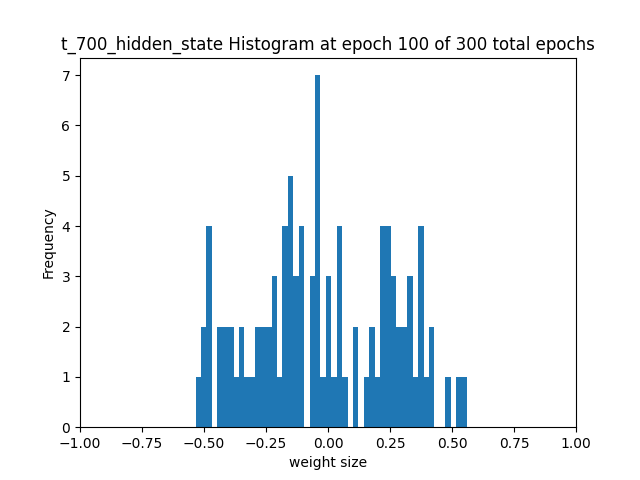 t_700_hidden_state Histogram at epoch 100 of 300 total epochs
7
6
5
4
3
2
1
0
Frequency
−1.00 −0.75 −0.50 −0.25 0.00 0.25 0.50 0.75 1.00
weight size